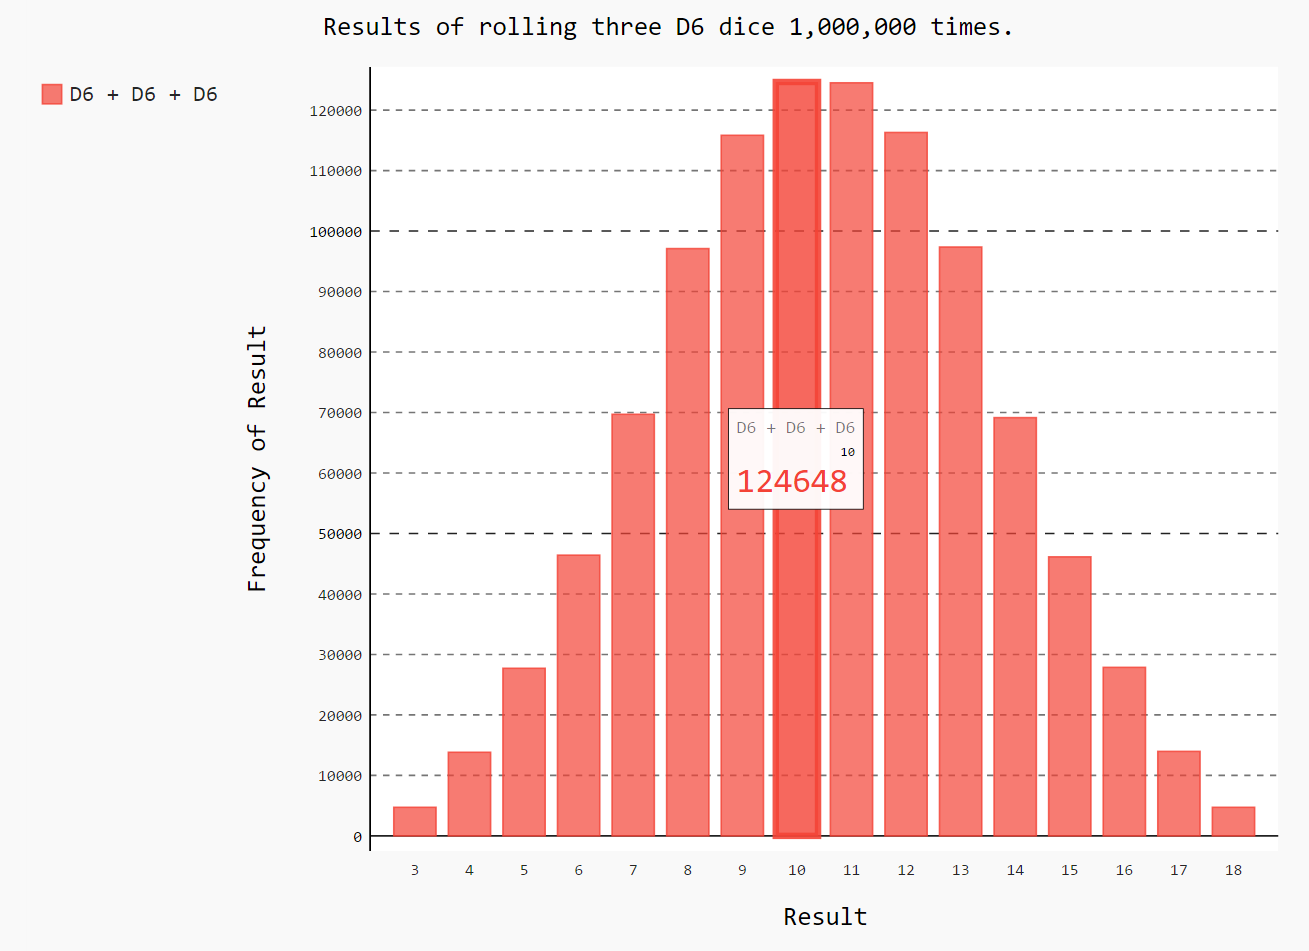 Results of rolling three D6 dice 1,000,000 times.
D6 + D6 + D6
Frequency of Result
120000
110000
100000
90000
80000
70000
60000
50000
40000
30000
20000
10000
0
D6 + D6 + D6
10
124648
3 4 5 6 7 8 9 10 11 12 13 14 15 16 17 18
Result